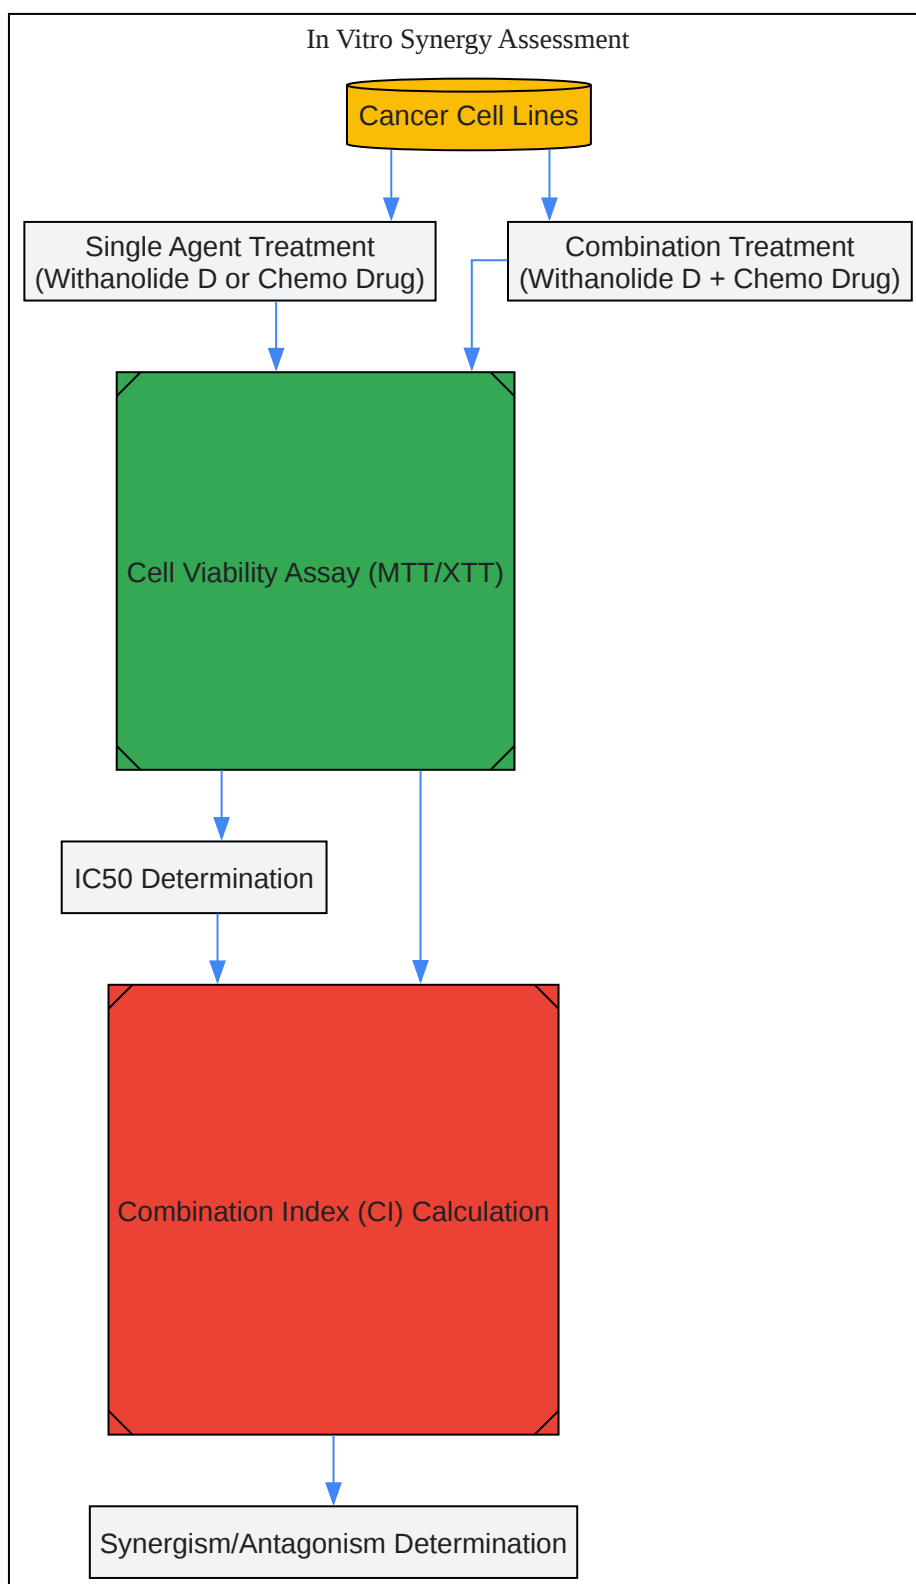 In Vitro Synergy Assessment
Cancer Cell Lines
Single Agent Treatment
(Withanolide D or Chemo Drug)
Combination Treatment
(Withanolide D + Chemo Drug)
Cell Viability Assay (MTT/XTT)
IC50 Determination
Combination Index (CI) Calculation
Synergism/Antagonism Determination